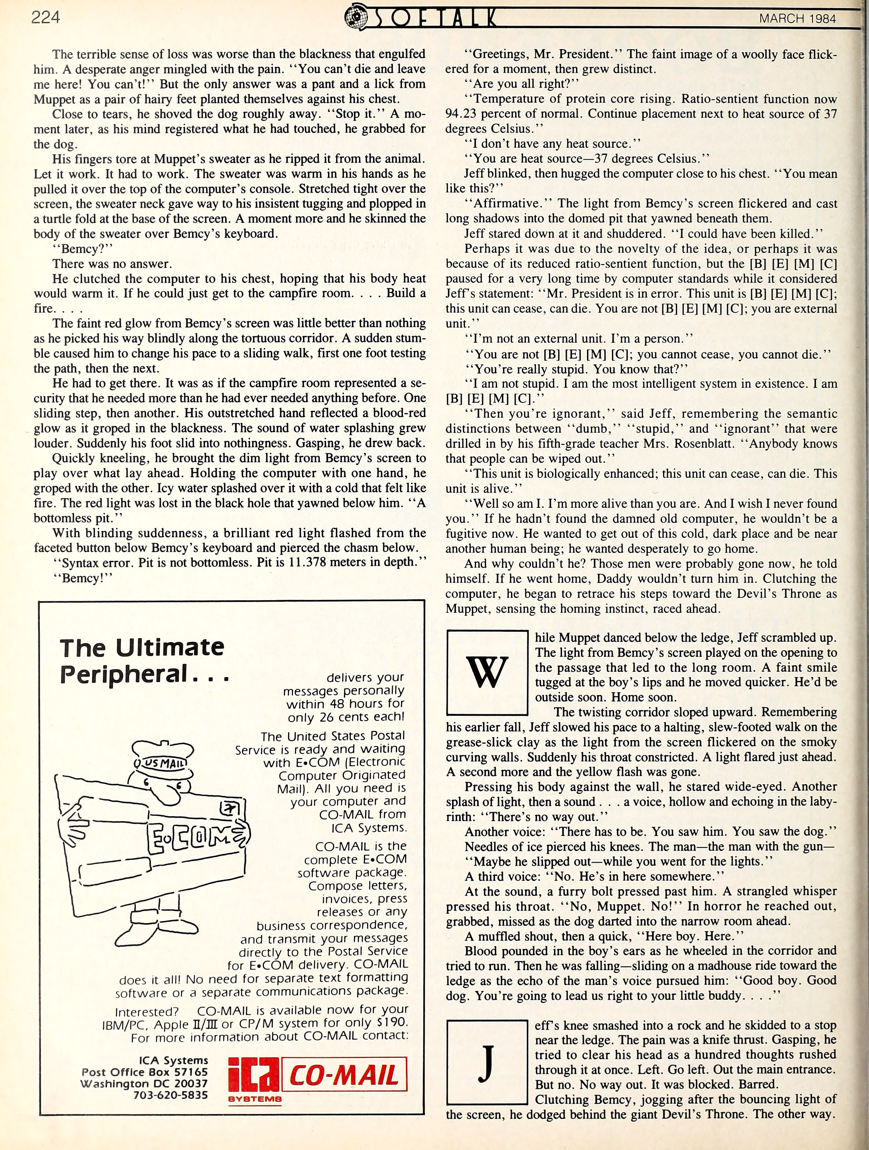 224
SOFTALK
MARCH 1984
The terrible sense of loss was worse than the blackness that engulfed
him. A desperate anger mingled with the pain. ‘‘You can’t die and leave
me here! You can’t!’’ But the only answer was a pant and a lick from
Muppet as a pair of hairy feet planted themselves against his chest.
Close to tears, he shoved the dog roughly away. ‘‘Stop it.’’ A mo-
ment later, as his mind registered what he had touched, he grabbed for
the dog.
His fingers tore at Muppet’s sweater as he ripped it from the animal.
Let it work. It had to work. The sweater was warm in his hands as he
pulled it over the top of the computer’s console. Stretched tight over the
screen, the sweater neck gave way to his insistent tugging and plopped in
a turtle fold at the base of the screen. A moment more and he skinned the
body of the sweater over Bemcy’s keyboard.
‘‘Bemcy?’’
There was no answer.
He clutched the computer to his chest, hoping that his body heat
would warm it. If he could just get to the campfire room. . . . Build a
fire. . . .
The faint red glow from Bemcy’s screen was little better than nothing
as he picked his way blindly along the tortuous corridor. A sudden stum-
ble caused him to change his pace to a sliding walk, first one foot testing
the path, then the next.
He had to get there. It was as if the campfire room represented a se-
curity that he needed more than he had ever needed anything before. One
sliding step, then another. His outstretched hand reflected a blood-red
glow as it groped in the blackness. The sound of water splashing grew
louder. Suddenly his foot slid into nothingness. Gasping, he drew back.
Quickly kneeling, he brought the dim light from Bemcy’s screen to
play over what lay ahead. Holding the computer with one hand, he
groped with the other. Icy water splashed over it with a cold that felt like
fire. The red light was lost in the black hole that yawned below him. ‘‘A
bottomless pit.’’
With blinding suddenness, a brilliant red light flashed from the
faceted button below Bemcy’s keyboard and pierced the chasm below.
‘‘Syntax error. Pit is not bottomless. Pit is 11.378 meters in depth.’’
‘‘Bemcy!’’
The Ultimate
Peripheral . . .
delivers your
messages personally
within 48 hours for
only 26 cents each!
The United States Postal
Service is ready and waiting
with E•COM (Electronic
Computer Originated
Mail). All you need is
your computer and
CO-MAIL from
ICA Systems.
CO-MAIL is the
complete E•COM
software package.
Compose letters,
invoices, press
releases or any
business correspondence,
and transmit your messages
directly to the Postal Service
for E•COM delivery. CO-MAIL
does it all! No need for separate text formatting
software or a separate communications package.
US MAIL
E•COM
Interested? CO-MAIL is available now for your
IBM/PC, Apple II/III or CP/M system for only $190.
For more information about CO-MAIL contact:
ICA Systems
Post Office Box 57165
Washington DC 20037
703-620-5835
ica
SYSTEMS
CO-MAIL
‘‘Greetings, Mr. President.’’ The faint image of a woolly face flick-
ered for a moment, then grew distinct.
‘‘Are you all right?’’
‘‘Temperature of protein core rising. Ratio-sentient function now
94.23 percent of normal. Continue placement next to heat source of 37
degrees Celsius.’’
‘‘I don’t have any heat source.’’
‘‘You are heat source—37 degrees Celsius.’’
Jeff blinked, then hugged the computer close to his chest. ‘‘You mean
like this?’’
‘‘Affirmative.’’ The light from Bemcy’s screen flickered and cast
long shadows into the domed pit that yawned beneath them.
Jeff stared down at it and shuddered. ‘‘I could have been killed.’’
Perhaps it was due to the novelty of the idea, or perhaps it was
because of its reduced ratio-sentient function, but the [B] [E] [M] [C]
paused for a very long time by computer standards while it considered
Jeff’s statement: ‘‘Mr. President is in error. This unit is [B] [E] [M] [C];
this unit can cease, can die. You are not [B] [E] [M] [C]; you are external
unit.’’
‘‘I’m not an external unit. I’m a person.’’
‘‘You are not [B] [E] [M] [C]; you cannot cease, you cannot die.’’
‘‘You’re really stupid. You know that?’’
‘‘I am not stupid. I am the most intelligent system in existence. I am
[B] [E] [M] [C].’’
‘‘Then you’re ignorant,’’ said Jeff, remembering the semantic
distinctions between ‘‘dumb,’’ ‘‘stupid,’’ and ‘‘ignorant’’ that were
drilled in by his fifth-grade teacher Mrs. Rosenblatt. ‘‘Anybody knows
that people can be wiped out.’’
‘‘This unit is biologically enhanced; this unit can cease, can die. This
unit is alive.’’
‘‘Well so am I. I’m more alive than you are. And I wish I never found
you.’’ If he hadn’t found the damned old computer, he wouldn’t be a
fugitive now. He wanted to get out of this cold, dark place and be near
another human being; he wanted desperately to go home.
And why couldn’t he? Those men were probably gone now, he told
himself. If he went home, Daddy wouldn’t turn him in. Clutching the
computer, he began to retrace his steps toward the Devil’s Throne as
Muppet, sensing the homing instinct, raced ahead.
While Muppet danced below the ledge, Jeff scrambled up.
The light from Bemcy’s screen played on the opening to
the passage that led to the long room. A faint smile
tugged at the boy’s lips and he moved quicker. He’d be
outside soon. Home soon.
The twisting corridor sloped upward. Remembering
his earlier fall, Jeff slowed his pace to a halting, slew-footed walk on the
grease-slick clay as the light from the screen flickered on the smoky
curving walls. Suddenly his throat constricted. A light flared just ahead.
A second more and the yellow flash was gone.
Pressing his body against the wall, he stared wide-eyed. Another
splash of light, then a sound . . . a voice, hollow and echoing in the laby-
rinth: ‘‘There’s no way out.’’
Another voice: ‘‘There has to be. You saw him. You saw the dog.’’
Needles of ice pierced his knees. The man—the man with the gun—
‘‘Maybe he slipped out—while you went for the lights.’’
A third voice: ‘‘No. He’s in here somewhere.’’
At the sound, a furry bolt pressed past him. A strangled whisper
pressed his throat. ‘‘No, Muppet. No!’’ In horror he reached out,
grabbed, missed as the dog darted into the narrow room ahead.
A muffled shout, then a quick, ‘‘Here boy. Here.’’
Blood pounded in the boy’s ears as he wheeled in the corridor and
tried to run. Then he was falling—sliding on a madhouse ride toward the
ledge as the echo of the man’s voice pursued him: ‘‘Good boy. Good
dog. You’re going to lead us right to your little buddy. . . .’’
Jeff’s knee smashed into a rock and he skidded to a stop
near the ledge. The pain was a knife thrust. Gasping, he
tried to clear his head as a hundred thoughts rushed
through it at once. Left. Go left. Out the main entrance.
But no. No way out. It was blocked. Barred.
Clutching Bemcy, jogging after the bouncing light of
the screen, he dodged behind the giant Devil’s Throne. The other way.